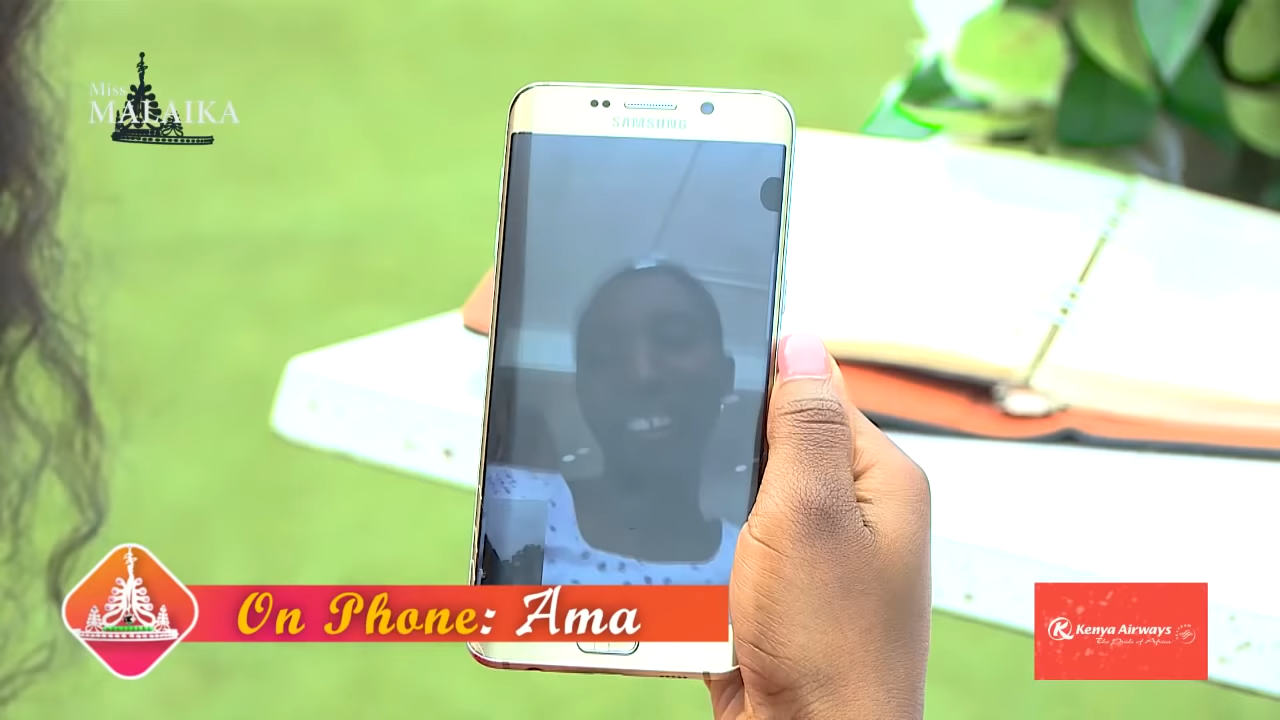 Miss
MALAIKA
SAMSUNG
On Phone: Ama
Kenya Airways
The Pride of Africa